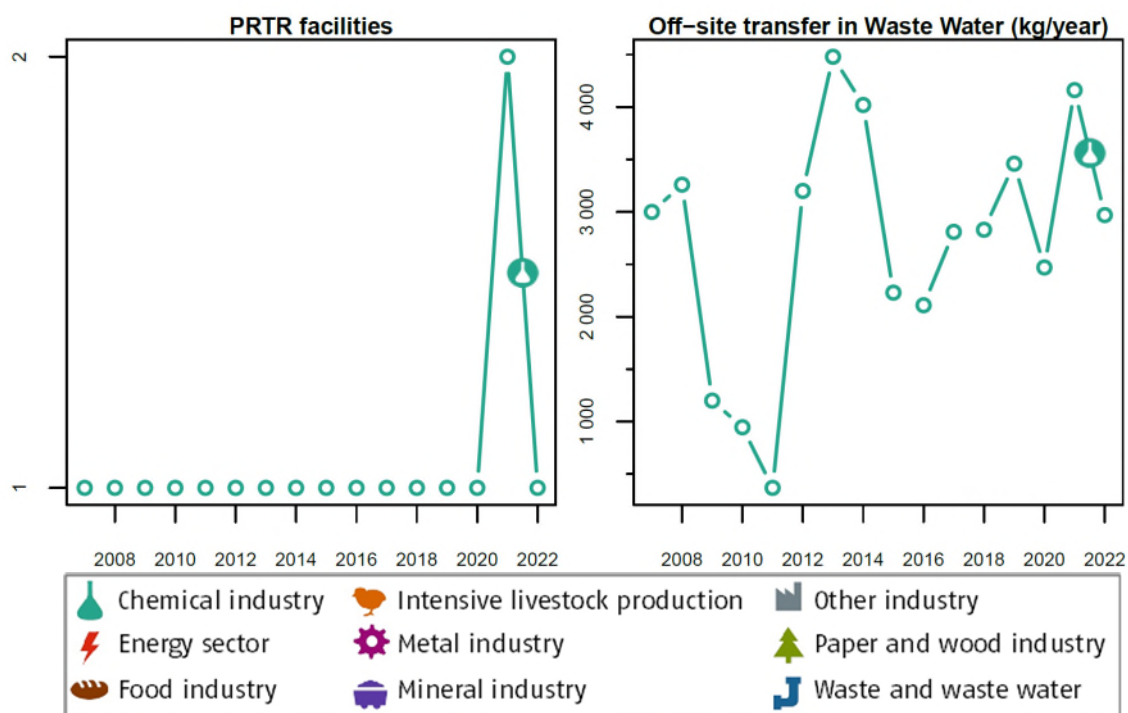 PRTR facilities
2
1
2008 2010 2012 2014 2016 2018 2020 2022
Off−site transfer in Waste Water (kg/year)
4 000
3 000
2 000
1 000
2008 2010 2012 2014 2016 2018 2020 2022
Chemical industry Intensive livestock production Other industry
Energy sector Metal industry Paper and wood industry
Food industry Mineral industry Waste and waste water